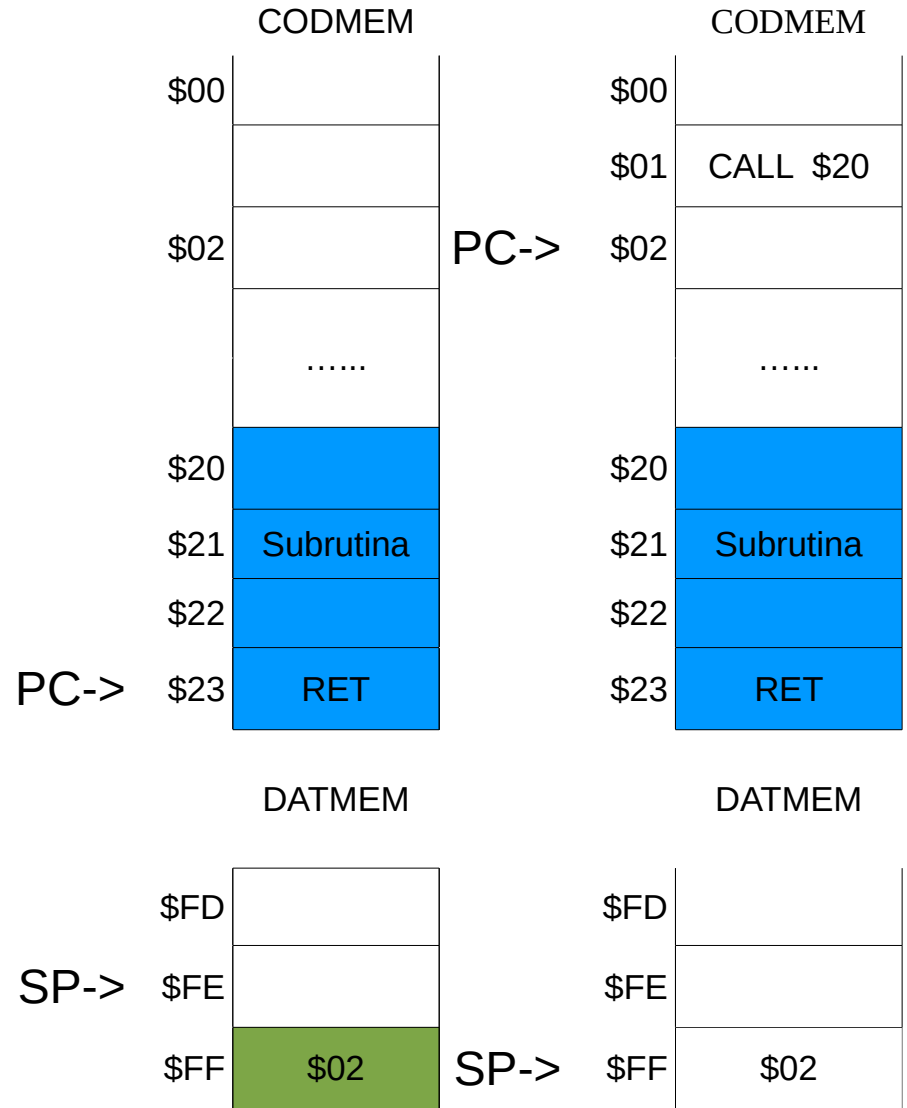 CODMEM
$00
$02
…...
$20
$21 Subrutina
$22
PC-> $23 RET
DATMEM
$FD
SP-> $FE
$FF $02
CODMEM
$00
$01 CALL $20
PC-> $02
…...
$20
$21 Subrutina
$22
$23 RET
DATMEM
$FD
$FE
SP-> $FF $02